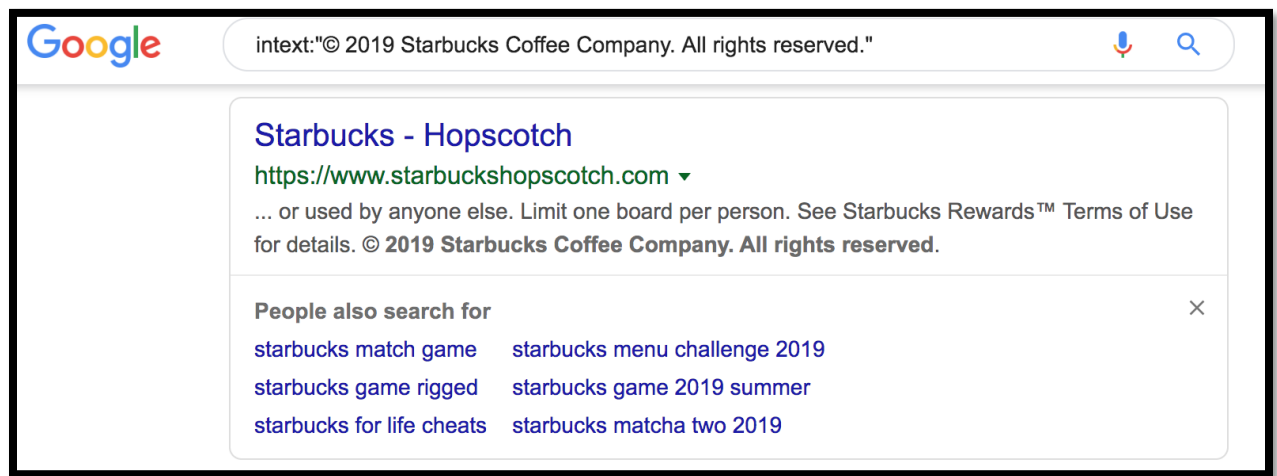 Google
intext:"© 2019 Starbucks Coffee Company. All rights reserved."
Starbucks - Hopscotch
https://www.starbuckshopscotch.com
... or used by anyone else. Limit one board per person. See Starbucks Rewards™ Terms of Use
for details. © 2019 Starbucks Coffee Company. All rights reserved.
People also search for
starbucks match game starbucks menu challenge 2019
starbucks game rigged starbucks game 2019 summer
starbucks for life cheats starbucks matcha two 2019